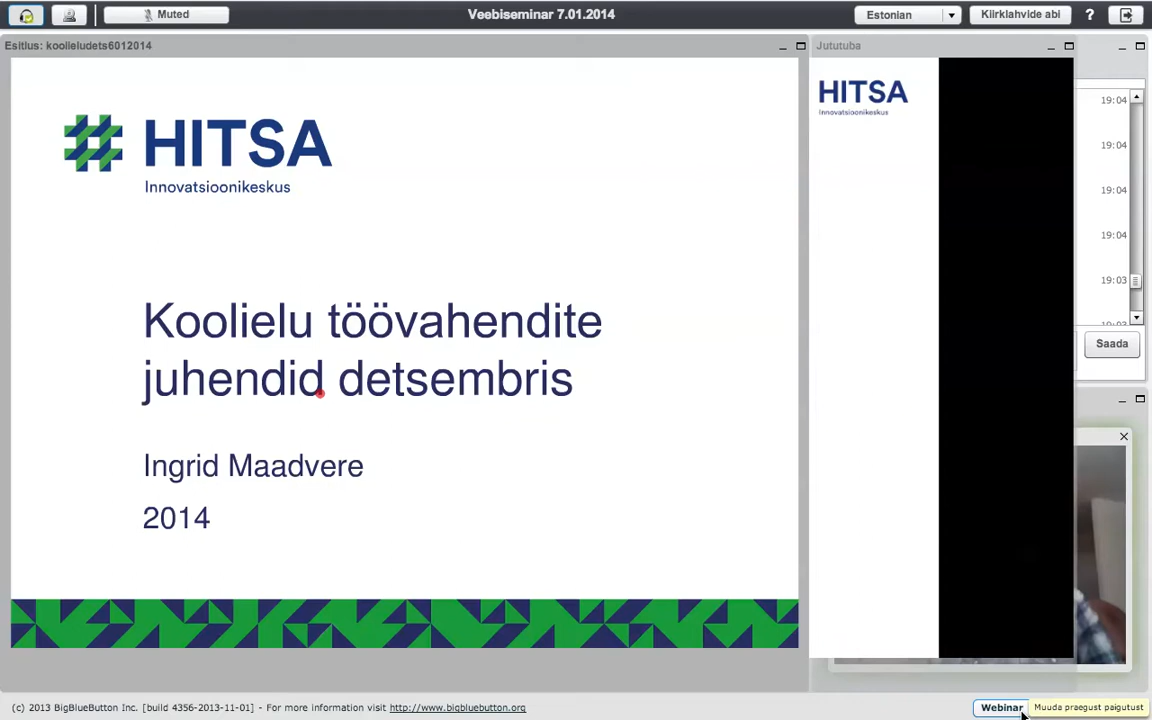 Muted
Veebiseminar 7.01.2014
Estonian
Kiirklahvide abi
?
Esitlus: koolieludets6012014
Jututuba
HITSA
Innovatsioonikeskus
Koolielu töövahendite
juhendid detsembris
Ingrid Maadvere
2014
HITSA
Innovatsioonikeskus
19:04
19:04
19:04
19:04
19:03
Saada
(c) 2013 BigBlueButton Inc. [build 4356-2013-11-01] - For more information visit http://www.bigbluebutton.org
Webinar
Muuda praegust paigutust